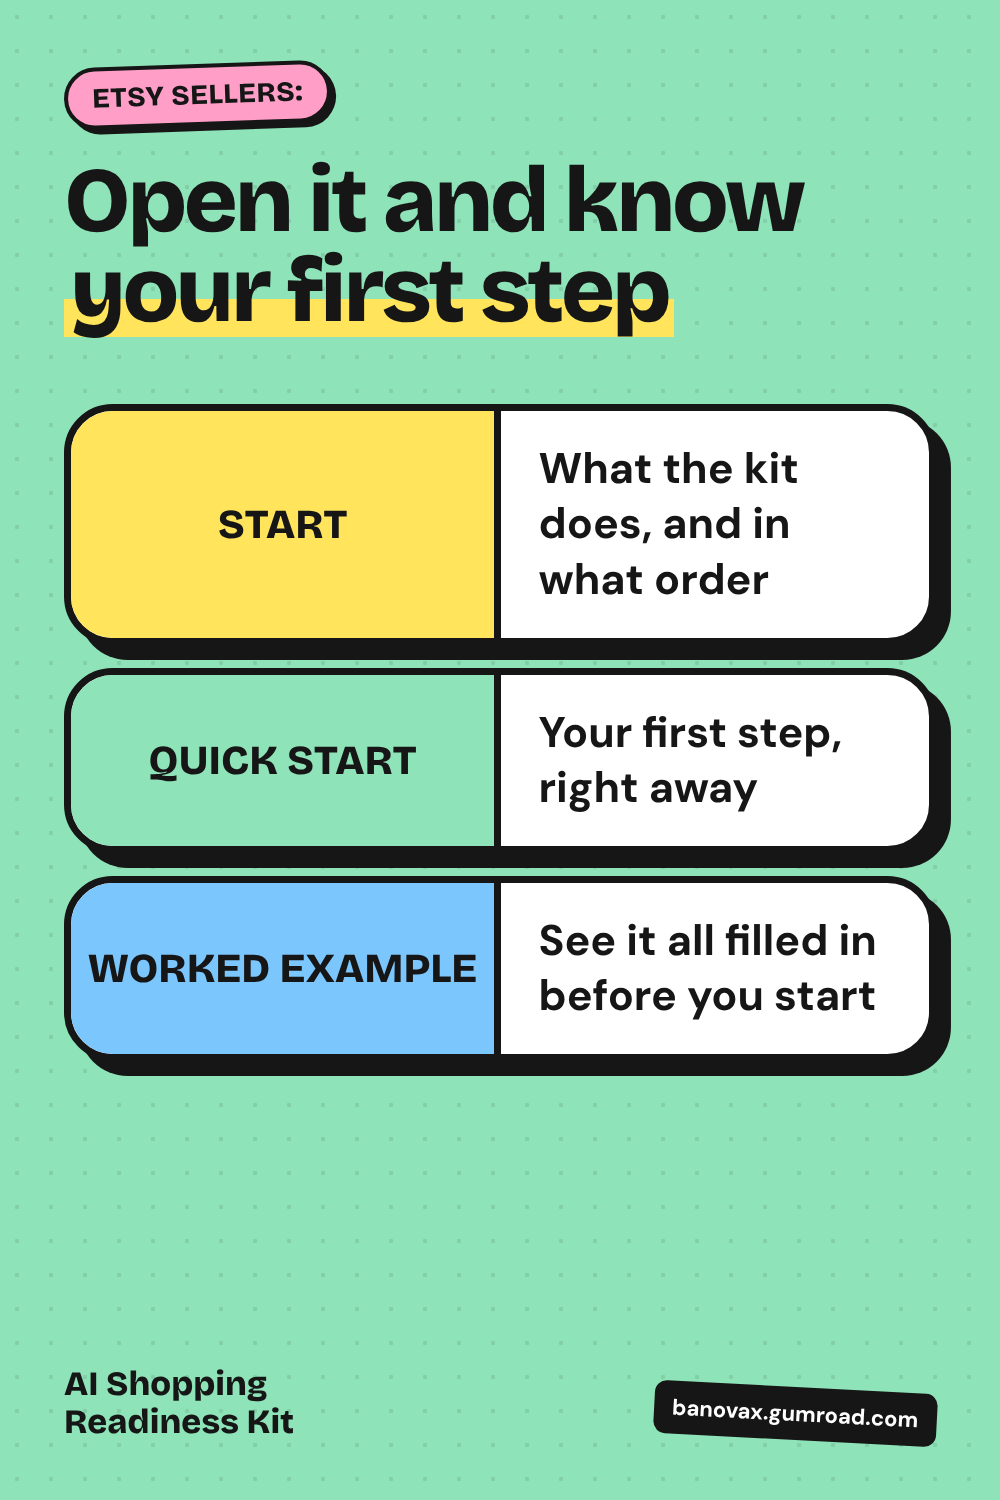 ETSY SELLERS:
Open it and know
your first step
START
What the kit
does, and in
what order
QUICK START
Your first step,
right away
WORKED EXAMPLE
See it all filled in
before you start
AI Shopping
Readiness Kit
banovax.gumroad.com